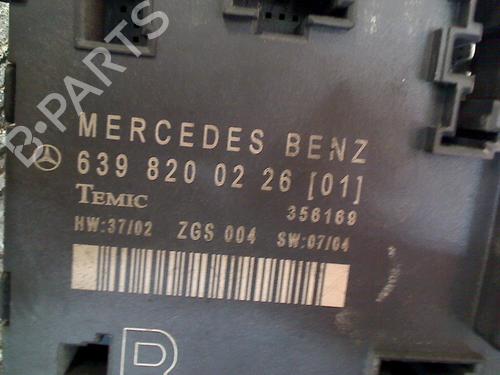 B-PARTS
MERCEDES BENZ
639 820 02 26 [01]
TEMIC
356169
HW:37/02 ZGS 004 SW:07/04
R